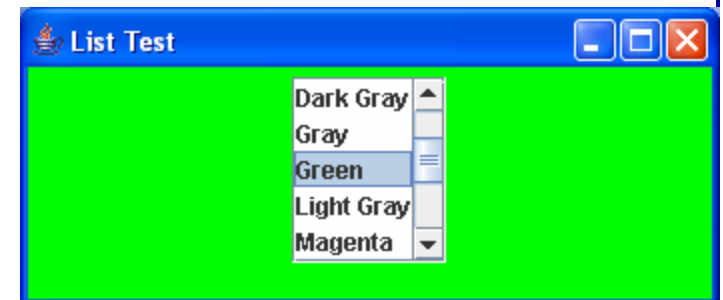 List Test
Dark Gray
Gray
Green
Light Gray
Magenta